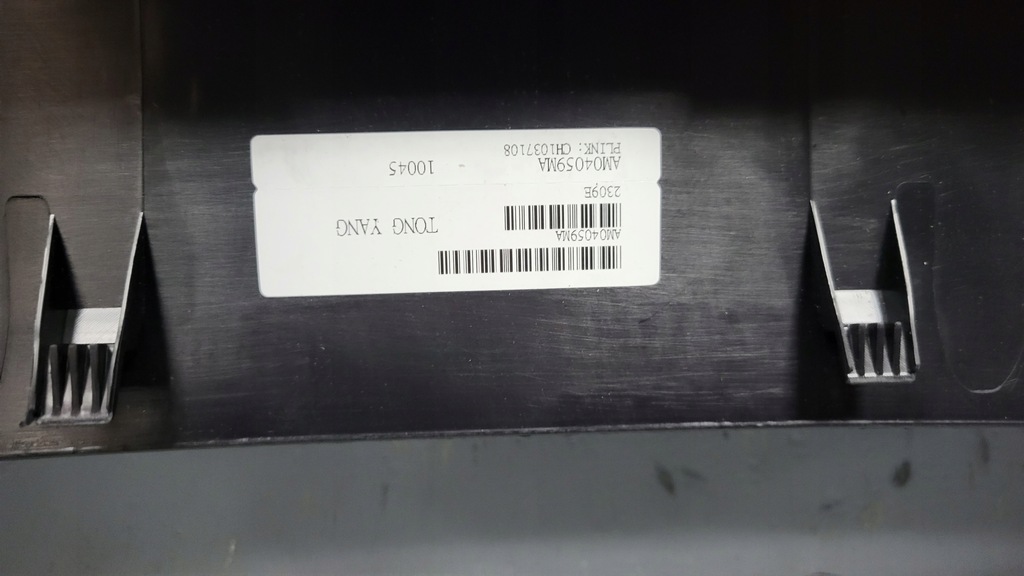 AM04059MA
TONG YANG
2309E
AM04059MA - 10045
PLINK: CH1037108